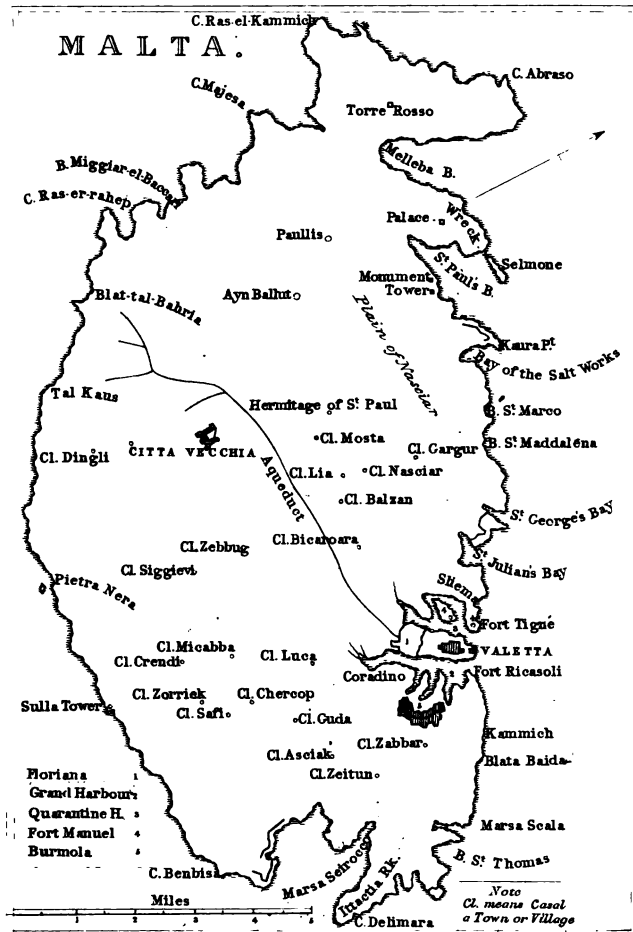 C. Ras-el-Kammich
MALTA.
C. Abraso
C. Majesa
Torre Rosso
B. Miggiar-el-Baccari
Melleba B.
C. Ras-er-rahep
Palace
Wreck
Paullis
St. Paul's B.
Selmone
Monument
Tower
Ayn Ballut
Blat-tal-Bahria
Plain of Nasciar
Kaura Pt.
Bay of the Salt Works
Tal Kaus
Hermitage of St. Paul
B. St. Marco
Cl. Mosta
Cl. Gargur
B. St. Maddalena
Cl. Dingli
CITTA VECCHIA
Aqueduct
Cl. Lia
Cl. Nasciar
Cl. Balzan
St. George's Bay
Cl. Zebbug
Cl. Bicaroara
St. Julian's Bay
Cl. Siggievi
Pietra Nera
Sliema
Fort Tigné
Cl. Micabba
VALETTA
Cl. Crendi
Cl. Luca
Coradino
Fort Ricasoli
Cl. Zorriek
Cl. Chercop
Sulla Tower
Cl. Safi
Cl. Guda
Kammich
Cl. Zabbar
Cl. Asciak
Blata Baida
Cl. Zeitun
Floriana 1
Grand Harbour 2
Quarantine H. 3
Fort Manuel 4
Burmola 5
Marsa Scala
B. St. Thomas
C. Benbisa
Marsa Scirocco
Ittactia Rk.
C. Delimara
Miles
0 1 2 3 4 5
Note
Cl. means Casal
a Town or Village